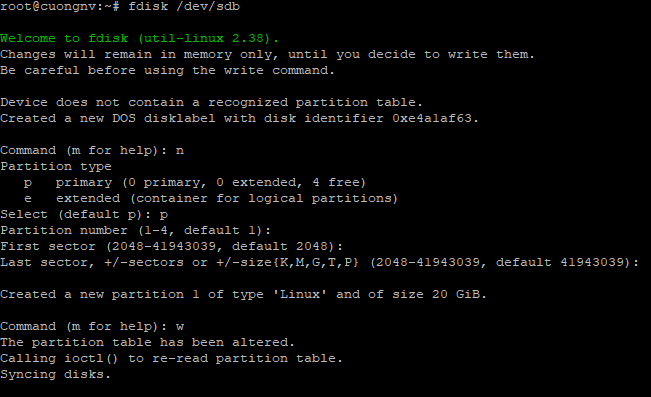 root@cuongnv:~# fdisk /dev/sdb
Welcome to fdisk (util-linux 2.38).
Changes will remain in memory only, until you decide to write them.
Be careful before using the write command.
Device does not contain a recognized partition table.
Created a new DOS disklabel with disk identifier 0xe4a1af63.
Command (m for help): n
Partition type
   p   primary (0 primary, 0 extended, 4 free)
   e   extended (container for logical partitions)
Select (default p): p
Partition number (1-4, default 1):
First sector (2048-41943039, default 2048):
Last sector, +/-sectors or +/-size{K,M,G,T,P} (2048-41943039, default 41943039):
Created a new partition 1 of type 'Linux' and of size 20 GiB.
Command (m for help): w
The partition table has been altered.
Calling ioctl() to re-read partition table.
Syncing disks.